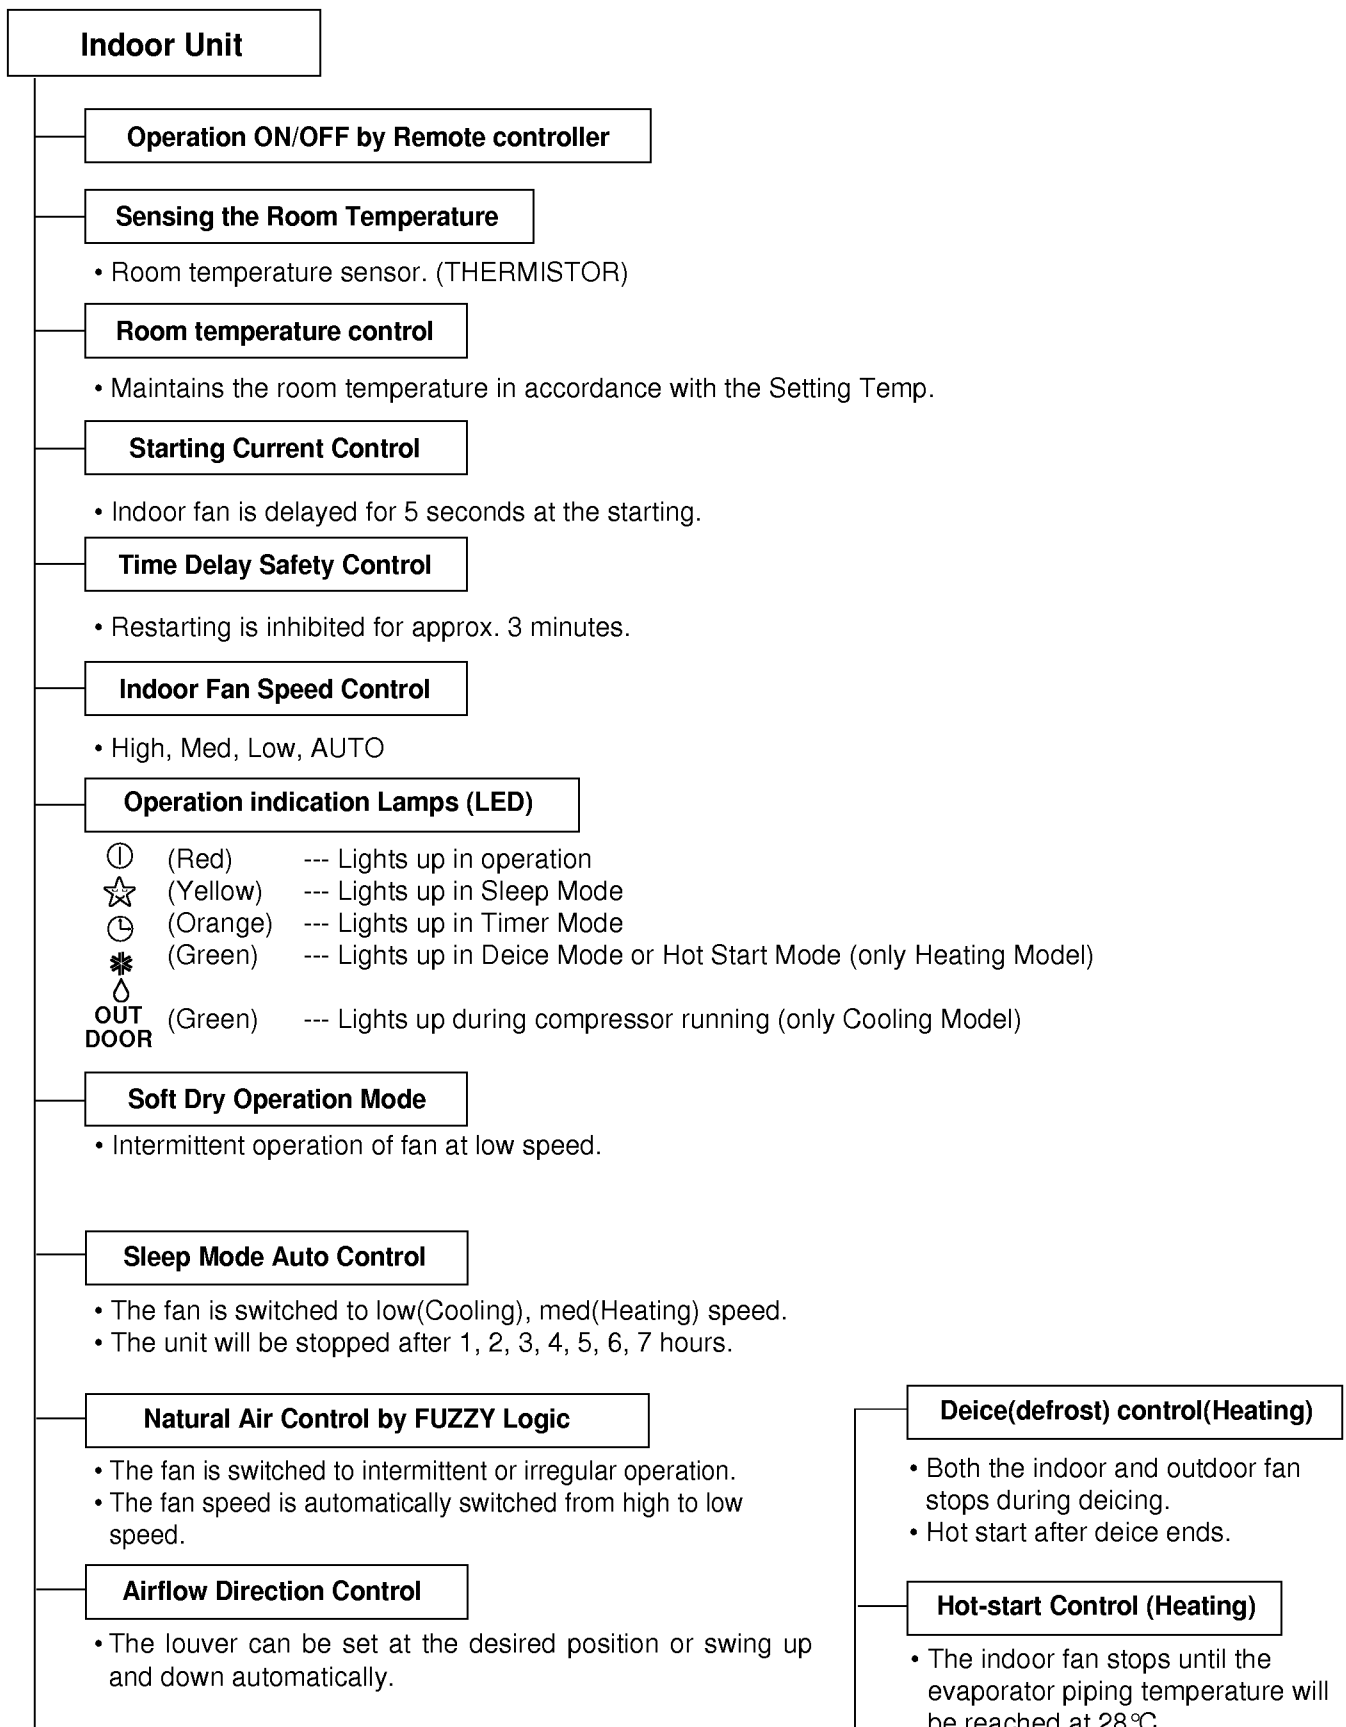 Indoor Unit
Operation ON/OFF by Remote controller
Sensing the Room Temperature
• Room temperature sensor. (THERMISTOR)
Room temperature control
• Maintains the room temperature in accordance with the Setting Temp.
Starting Current Control
• Indoor fan is delayed for 5 seconds at the starting.
Time Delay Safety Control
• Restarting is inhibited for approx. 3 minutes.
Indoor Fan Speed Control
• High, Med, Low, AUTO
Operation indication Lamps (LED)
(Red) --- Lights up in operation
(Yellow) --- Lights up in Sleep Mode
(Orange) --- Lights up in Timer Mode
(Green) --- Lights up in Deice Mode or Hot Start Mode (only Heating Model)
OUT
DOOR (Green) --- Lights up during compressor running (only Cooling Model)
Soft Dry Operation Mode
• Intermittent operation of fan at low speed.
Sleep Mode Auto Control
• The fan is switched to low(Cooling), med(Heating) speed.
• The unit will be stopped after 1, 2, 3, 4, 5, 6, 7 hours.
Natural Air Control by FUZZY Logic
• The fan is switched to intermittent or irregular operation.
• The fan speed is automatically switched from high to low
speed.
Airflow Direction Control
• The louver can be set at the desired position or swing up
and down automatically.
Deice(defrost) control(Heating)
• Both the indoor and outdoor fan
stops during deicing.
• Hot start after deice ends.
Hot-start Control (Heating)
• The indoor fan stops until the
evaporator piping temperature will
be reached at 28°C